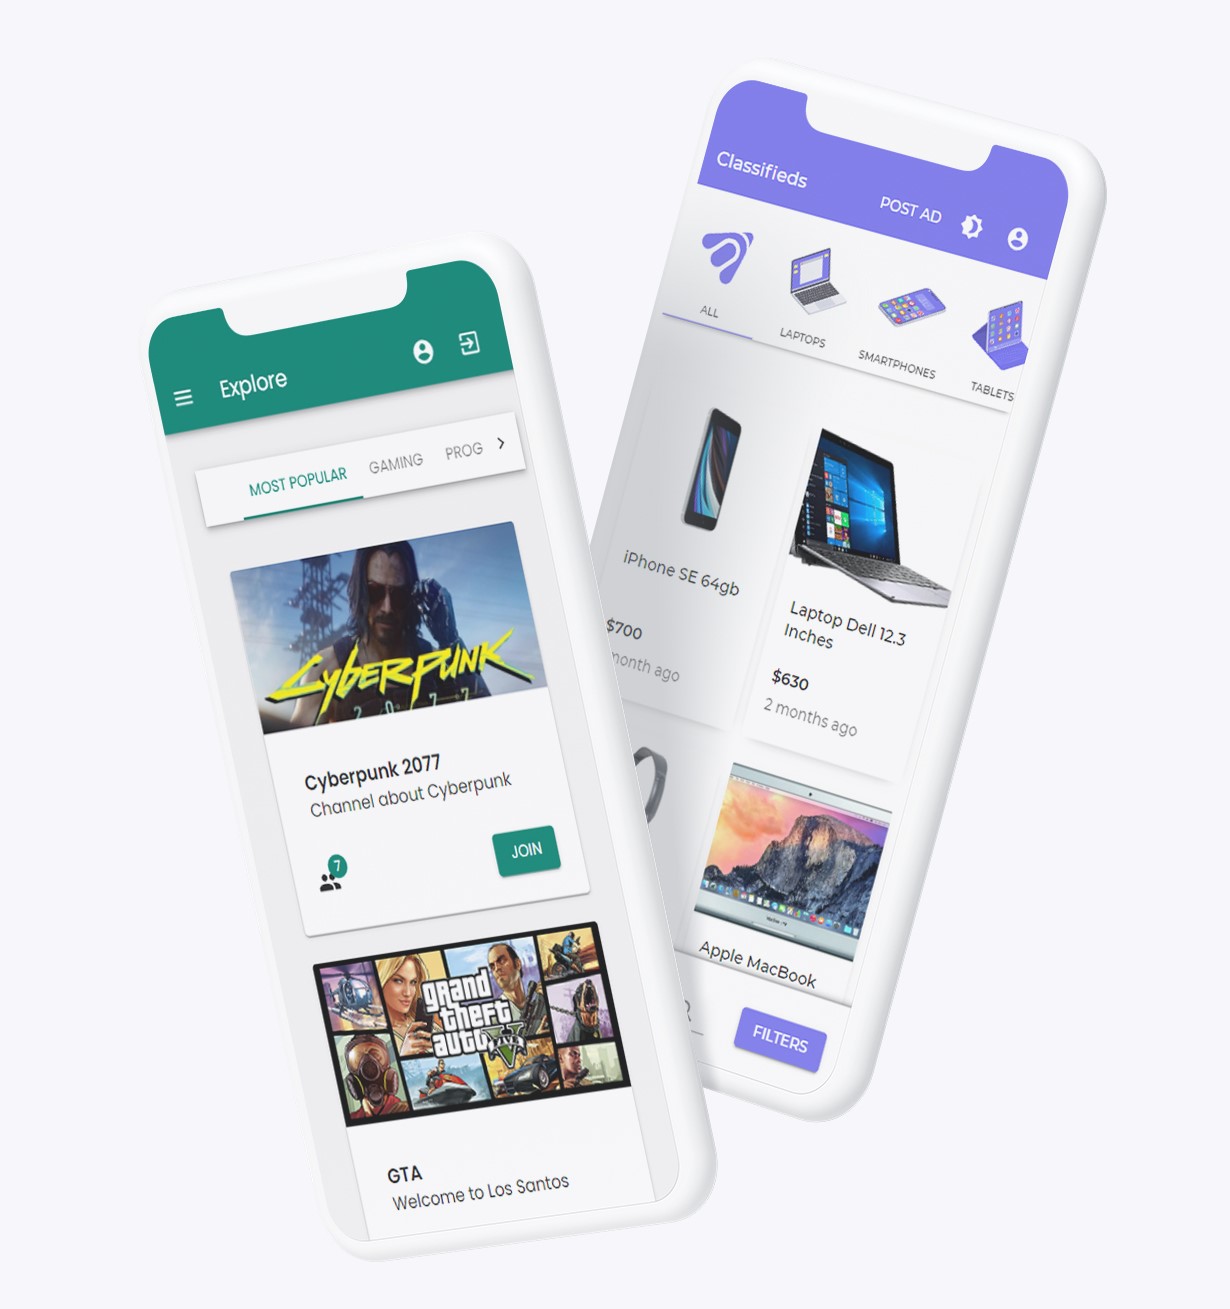 Explore
MOST POPULAR
GAMING
PROG
CYBERPUNK
2077
Cyberpunk 2077
Channel about Cyberpunk
7
JOIN
grand
theft
auto
V
FIVE
GTA
Welcome to Los Santos
Classifieds
POST AD
ALL
LAPTOPS
SMARTPHONES
TABLETS
iPhone SE 64gb
$700
month ago
Laptop Dell 12.3
Inches
$630
2 months ago
Apple MacBook
FILTERS